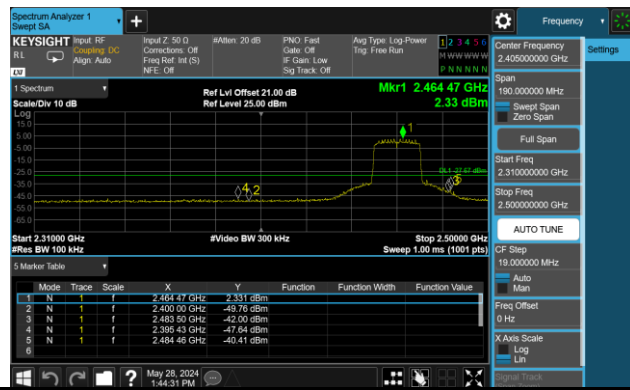 Spectrum Analyzer 1
Swept SA
Frequency
KEYSIGHT Input: RF Input Z: 50 Ω #Atten: 20 dB PNO: Fast Avg Type: Log-Power 1 2 3 4 5 6
RL Coupling: DC Corrections: Off Gate: Off Trig: Free Run M W W W W W
Align: Auto Freq Ref: Int (S) IF Gain: Low
NFE: Off Sig Track: Off P N N N N N
LXI
Center Frequency
2.405000000 GHz
Settings
Span
190.000000 MHz
Swept Span
Zero Span
Full Span
Start Freq
2.310000000 GHz
Stop Freq
2.500000000 GHz
AUTO TUNE
CF Step
19.000000 MHz
Auto
Man
Freq Offset
0 Hz
X Axis Scale
Log
Lin
Signal Track
1 Spectrum
Scale/Div 10 dB
Ref Lvl Offset 21.00 dB
Ref Level 25.00 dBm
Mkr1 2.464 47 GHz
2.33 dBm
Log
15.0
5.00
-5.00
-15.0
-25.0
-35.0
-45.0
-55.0
-65.0
1
DL1 -27.67 dBm
4 2
Start 2.31000 GHz #Video BW 300 kHz Stop 2.50000 GHz
#Res BW 100 kHz Sweep 1.00 ms (1001 pts)
5 Marker Table
Mode Trace Scale X Y Function Function Width Function Value
1 N 1 f 2.464 47 GHz 2.331 dBm
2 N 1 f 2.400 00 GHz -49.76 dBm
3 N 1 f 2.483 50 GHz -42.00 dBm
4 N 1 f 2.395 43 GHz -47.64 dBm
5 N 1 f 2.484 46 GHz -40.41 dBm
6
? May 28, 2024
1:44:31 PM